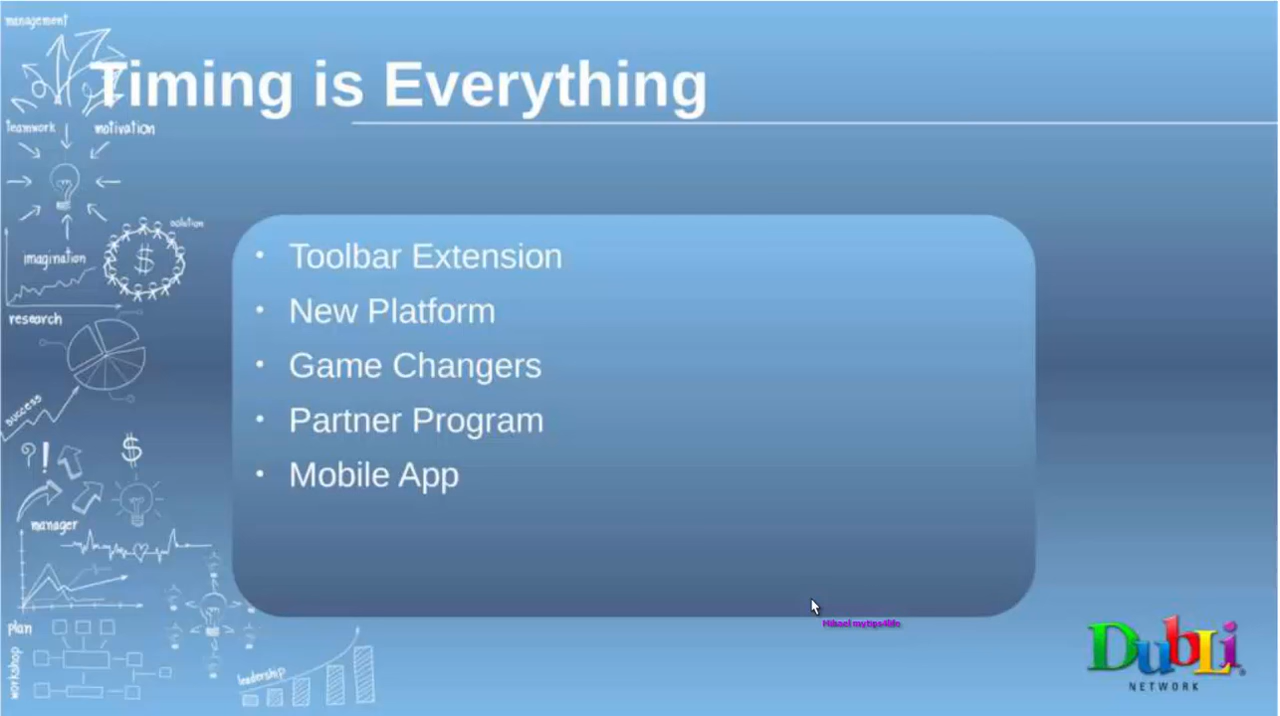 management
Timing is Everything
teamwork
motivation
solution
imagination
research
success
manager
plan
workshop
leadership
• Toolbar Extension
• New Platform
• Game Changers
• Partner Program
• Mobile App
DubLi
NETWORK